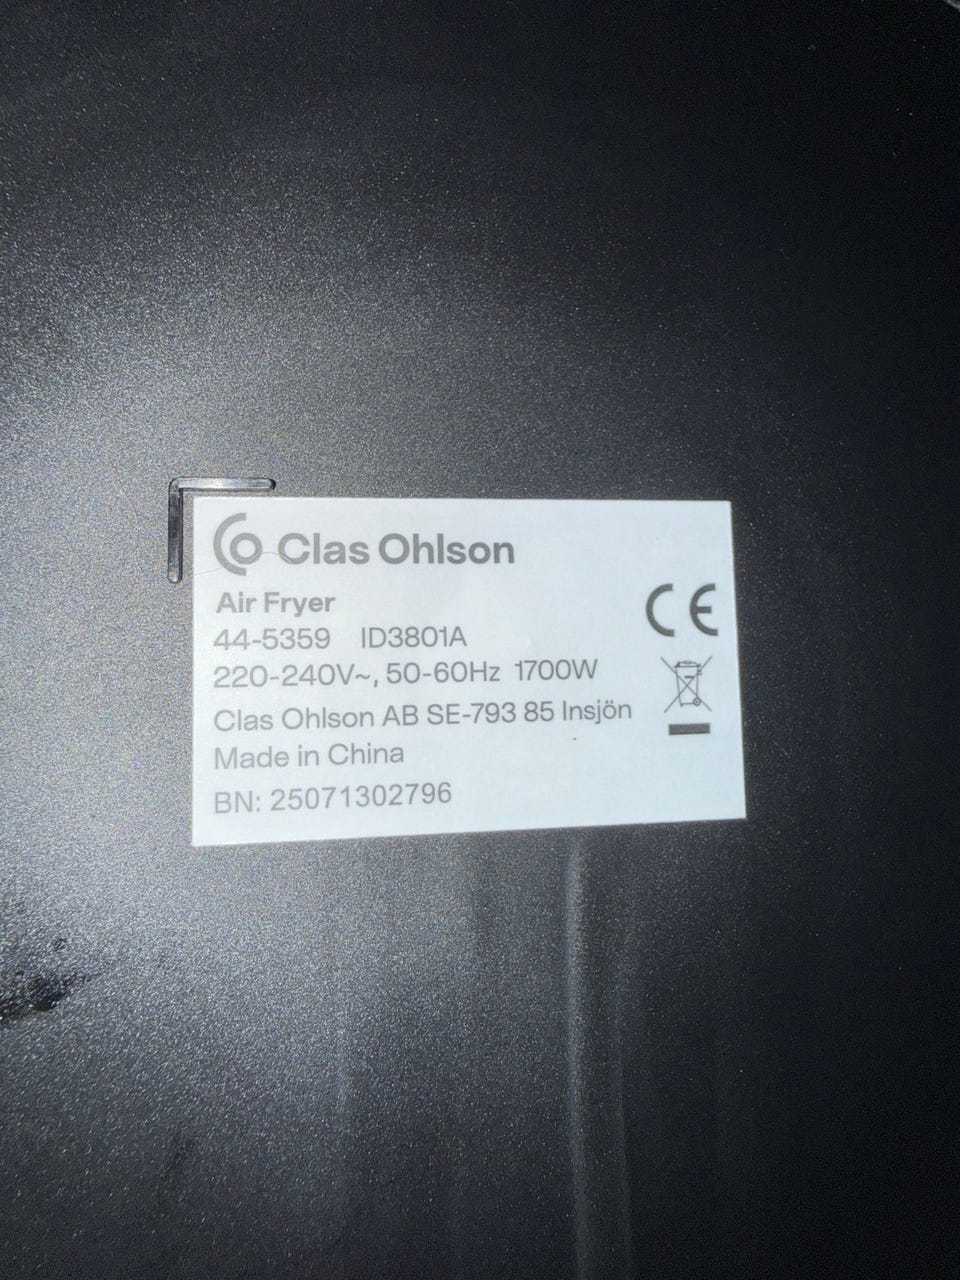 Clas Ohlson
Air Fryer
44-5359 ID3801A
220-240V~, 50-60Hz 1700W
Clas Ohlson AB SE-793 85 Insjön
Made in China
BN: 25071302796
CE